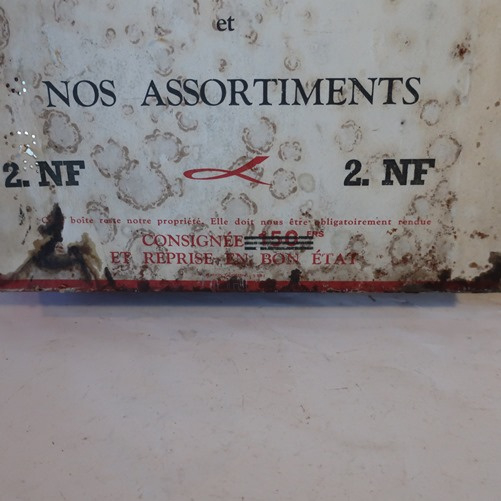 et
NOS ASSORTIMENTS
2. NF 2. NF
boîte reste notre propriété. Elle doit nous être obligatoirement rendue
CONSIGNÉE 150 FRS
ET REPRISE EN BON ÉTAT